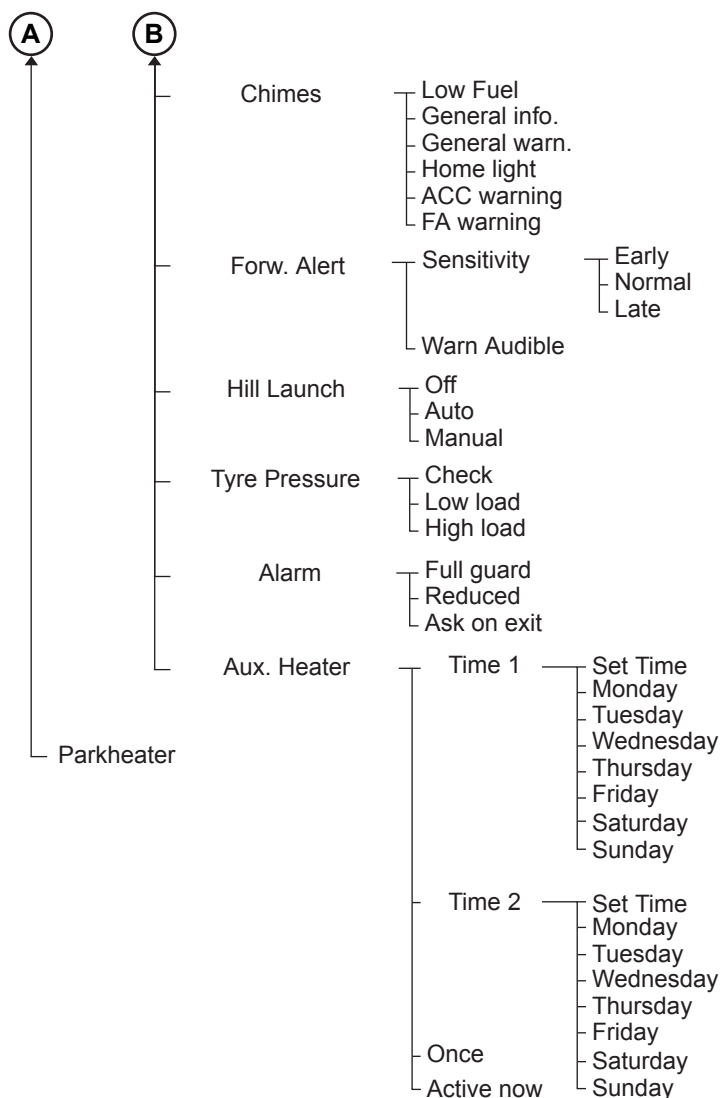 A B
Chimes
Low Fuel
General info.
General warn.
Home light
ACC warning
FA warning
Forw. Alert
Sensitivity
Early
Normal
Late
Warn Audible
Hill Launch
Off
Auto
Manual
Tyre Pressure
Check
Low load
High load
Alarm
Full guard
Reduced
Ask on exit
Aux. Heater
Time 1
Set Time
Monday
Tuesday
Wednesday
Thursday
Friday
Saturday
Sunday
Parkheater
Time 2
Set Time
Monday
Tuesday
Wednesday
Thursday
Friday
Saturday
Sunday
Once
Active now